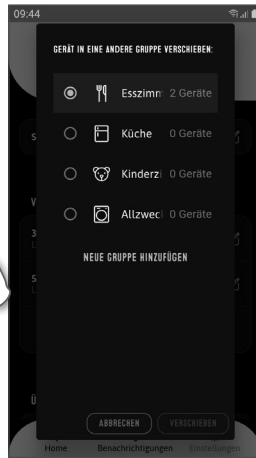 09:44
GERÄT IN EINE ANDERE GRUPPE VERSCHIEBEN:
Esszimm 2 Geräte
Küche 0 Geräte
Kinderzi 0 Geräte
Allzwec 0 Geräte
NEUE GRUPPE HINZUFÜGEN
ABBRECHEN VERSCHIEBEN
Home Benachrichtigungen Einstellungen